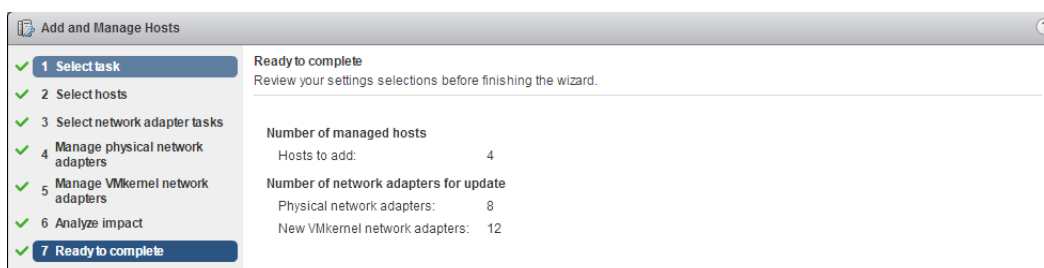 Add and Manage Hosts
1 Select task
2 Select hosts
3 Select network adapter tasks
4 Manage physical network
adapters
5 Manage VMkernel network
adapters
6 Analyze impact
7 Ready to complete
Ready to complete
Review your settings selections before finishing the wizard.
Number of managed hosts
Hosts to add: 4
Number of network adapters for update
Physical network adapters: 8
New VMkernel network adapters: 12